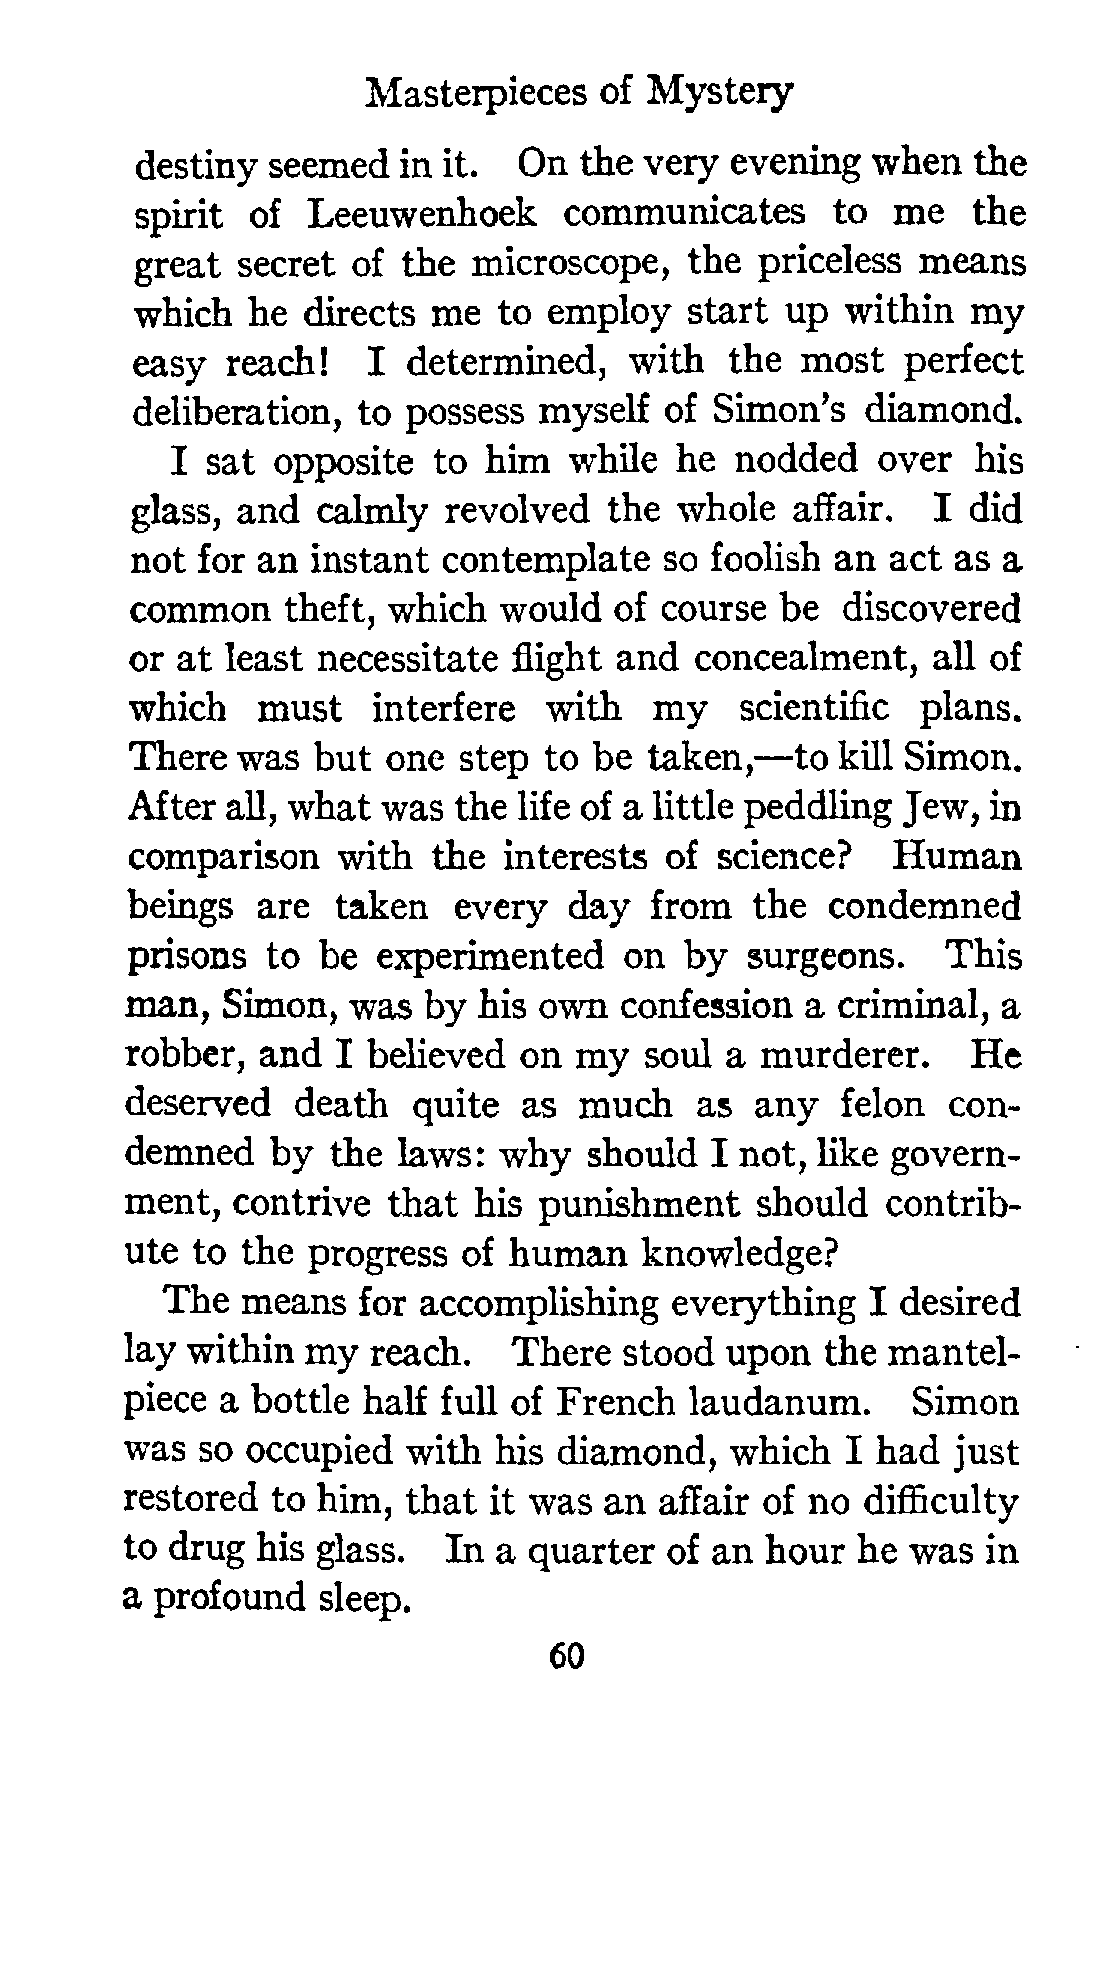 Masterpieces of Mystery
destiny seemed in it. On the very evening when the
spirit of Leeuwenhoek communicates to me the
great secret of the microscope, the priceless means
which he directs me to employ start up within my
easy reach! I determined, with the most perfect
deliberation, to possess myself of Simon's diamond.
I sat opposite to him while he nodded over his
glass, and calmly revolved the whole affair. I did
not for an instant contemplate so foolish an act as a
common theft, which would of course be discovered
or at least necessitate flight and concealment, all of
which must interfere with my scientific plans.
There was but one step to be taken,—to kill Simon.
After all, what was the life of a little peddling Jew, in
comparison with the interests of science? Human
beings are taken every day from the condemned
prisons to be experimented on by surgeons. This
man, Simon, was by his own confession a criminal, a
robber, and I believed on my soul a murderer. He
deserved death quite as much as any felon con-
demned by the laws: why should I not, like govern-
ment, contrive that his punishment should contrib-
ute to the progress of human knowledge?
The means for accomplishing everything I desired
lay within my reach. There stood upon the mantel-
piece a bottle half full of French laudanum. Simon
was so occupied with his diamond, which I had just
restored to him, that it was an affair of no difficulty
to drug his glass. In a quarter of an hour he was in
a profound sleep.
60